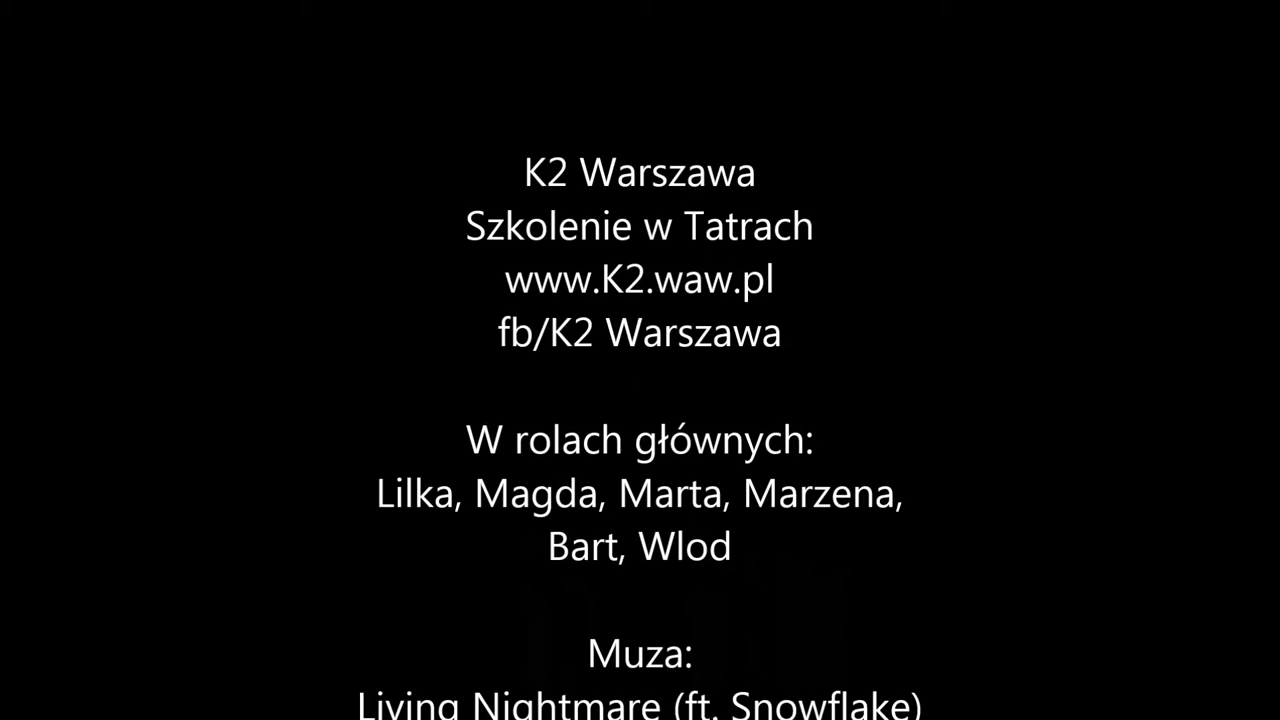 K2 Warszawa
Szkolenie w Tatrach
www.K2.waw.pl
fb/K2 Warszawa
W rolach głównych:
Lilka, Magda, Marta, Marzena,
Bart, Wlod
Muza:
Living Nightmare (ft. Snowflake)